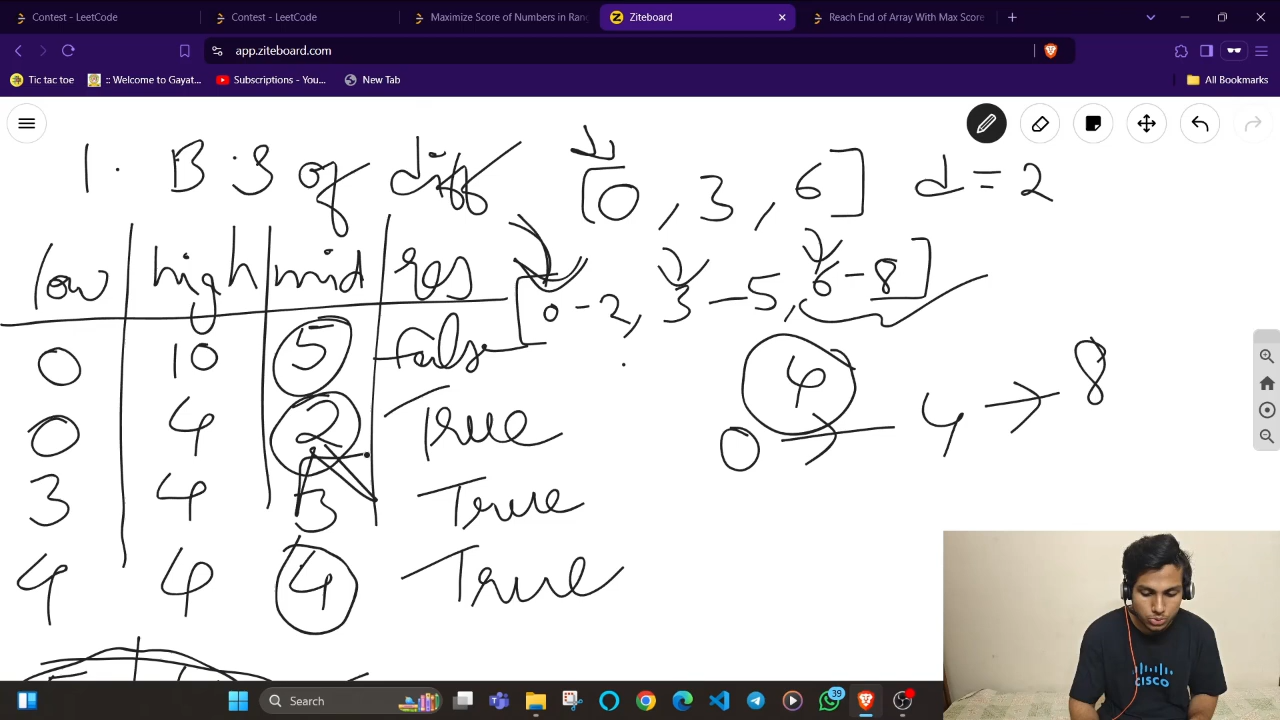 Contest - LeetCode
Contest - LeetCode
Maximize Score of Numbers in Ran
Ziteboard
Reach End of Array With Max Score
app.ziteboard.com
Tic tac toe
:: Welcome to Gayat...
Subscriptions - You...
New Tab
All Bookmarks
1. B.S of diff [0, 3, 6] d = 2
low high mid res [0-2, 3-5, 6-8]
0 10 5 false
4
0 4 2 True
0 → 4 → 8
3 4 3 True
4 4 4 True
CISCO
Search
39